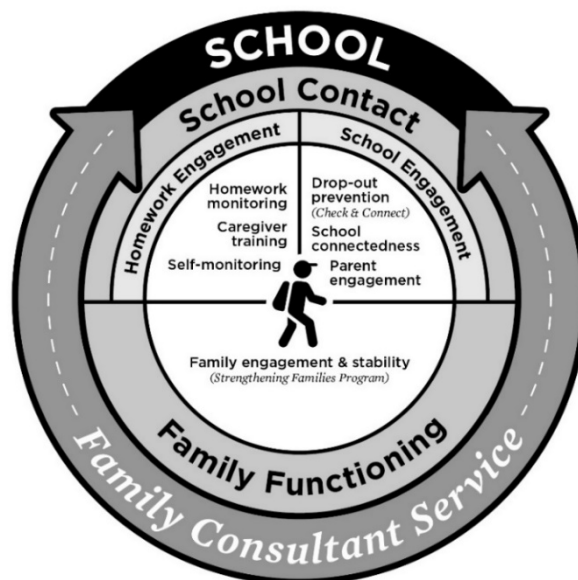 SCHOOL
School Contact
Homework Engagement
School Engagement
Homework
monitoring
Caregiver
training
Self-monitoring
Drop-out
prevention
(Check & Connect)
School
connectedness
Parent
engagement
Family engagement & stability
(Strengthening Families Program)
Family Functioning
Family Consultant Service